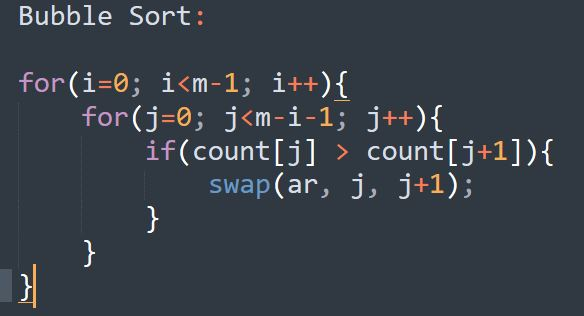 Bubble Sort:
for(i=0; i<m-1; i++){
for(j=0; j<m-i-1; j++){
if(count[j] > count[j+1]){
swap(ar, j, j+1);
}
}
}